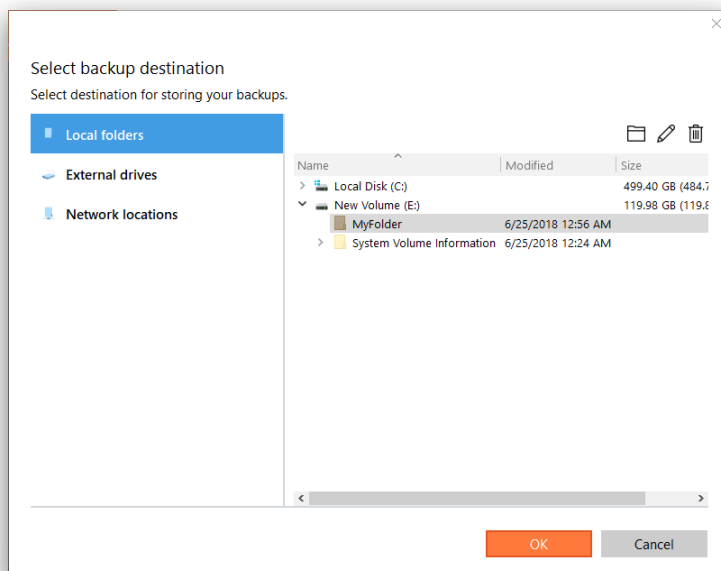 Select backup destination
Select destination for storing your backups.
Local folders
External drives
Network locations
Name Modified Size
Local Disk (C:) 499.40 GB (484.7
New Volume (E:) 119.98 GB (119.8
MyFolder 6/25/2018 12:56 AM
System Volume Information 6/25/2018 12:24 AM
OK Cancel